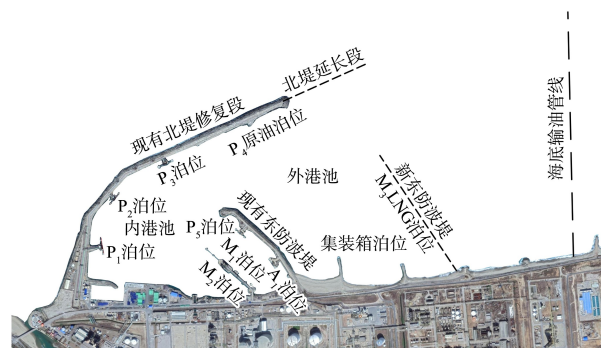 北堤延长段
现有北堤修复段
海底输油管线
P4原油泊位
P3泊位
外港池
新东防波堤
M3LNG泊位
P2泊位
内港池
P5泊位
现有东防波堤
集装箱泊位
P1泊位
M1泊位
A1泊位
M2泊位